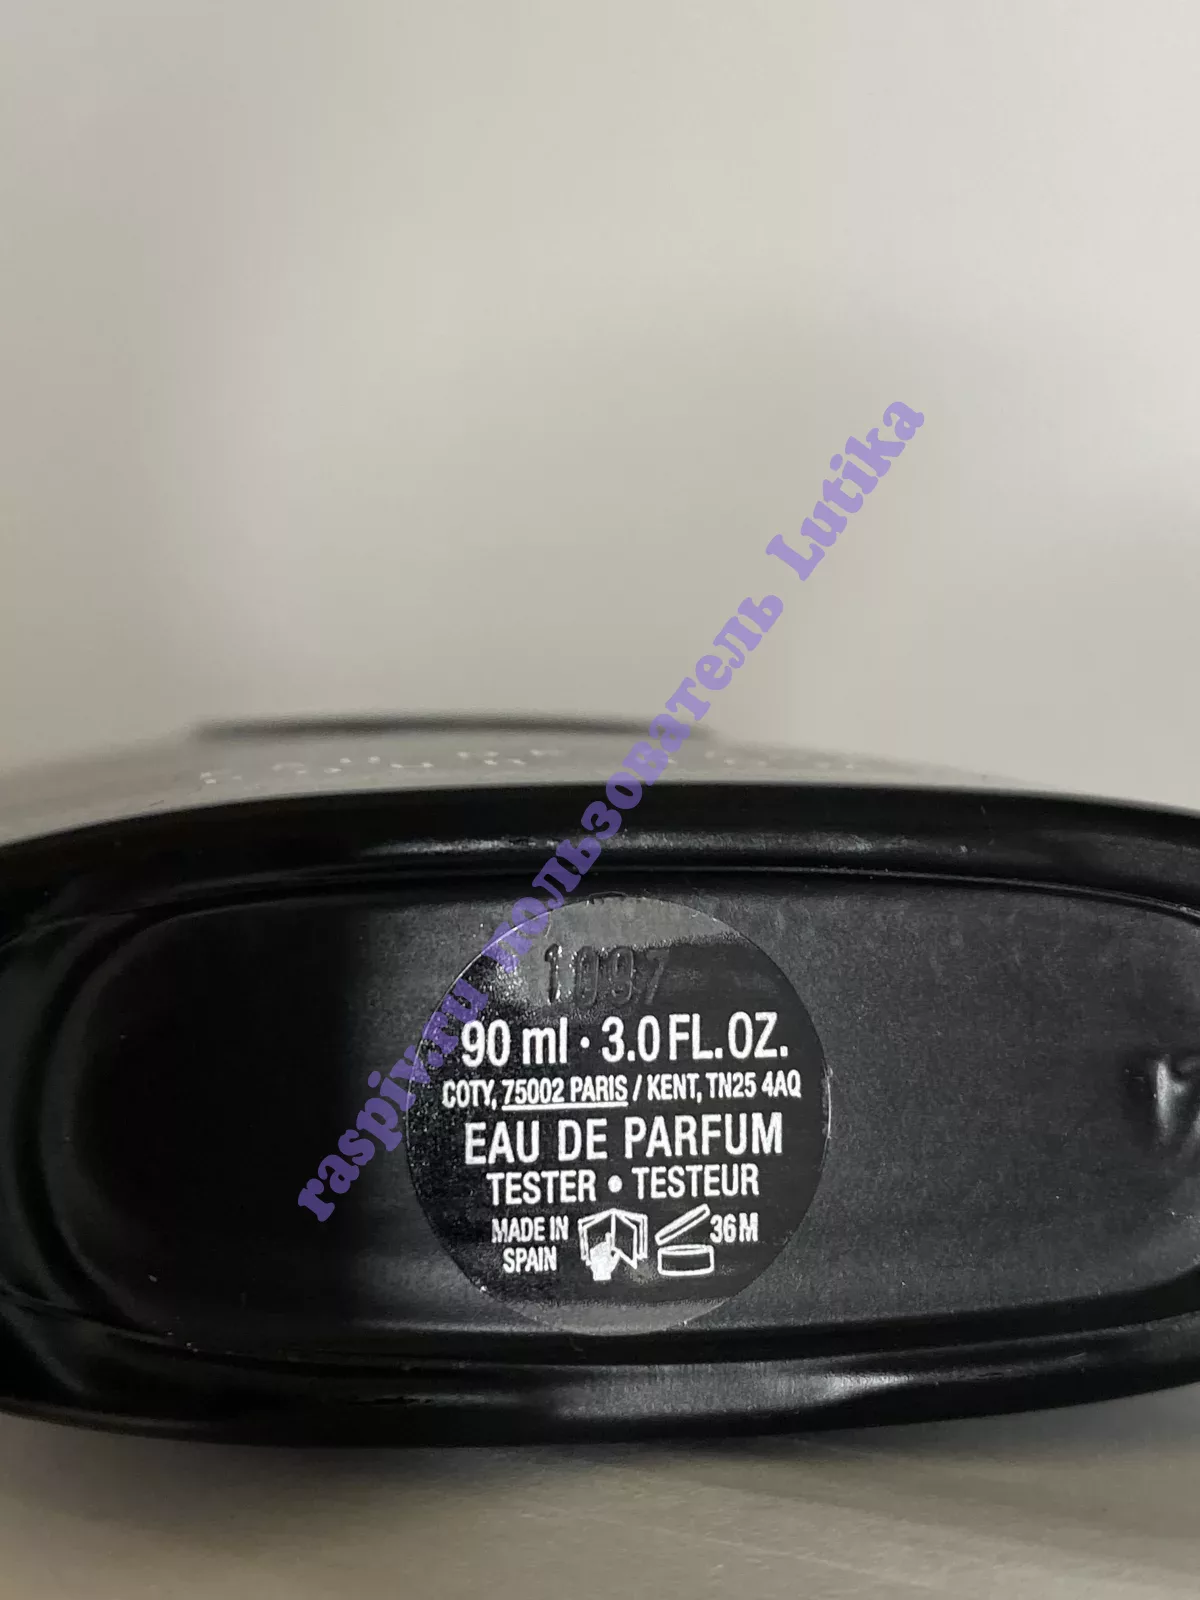 1097
90 ml · 3.0 FL.OZ.
COTY, 75002 PARIS / KENT, TN25 4AQ
EAU DE PARFUM
TESTER • TESTEUR
MADE IN
SPAIN
36M
raspiv.ru пользователь Lutika